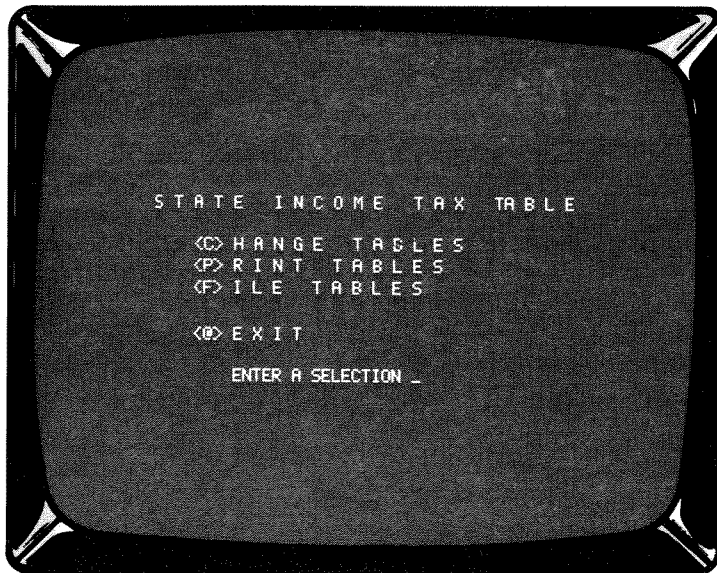 STATE INCOME TAX TABLE
<C>HANGE TABLES
<P>RINT TABLES
<F>ILE TABLES
<@>EXIT
ENTER A SELECTION _